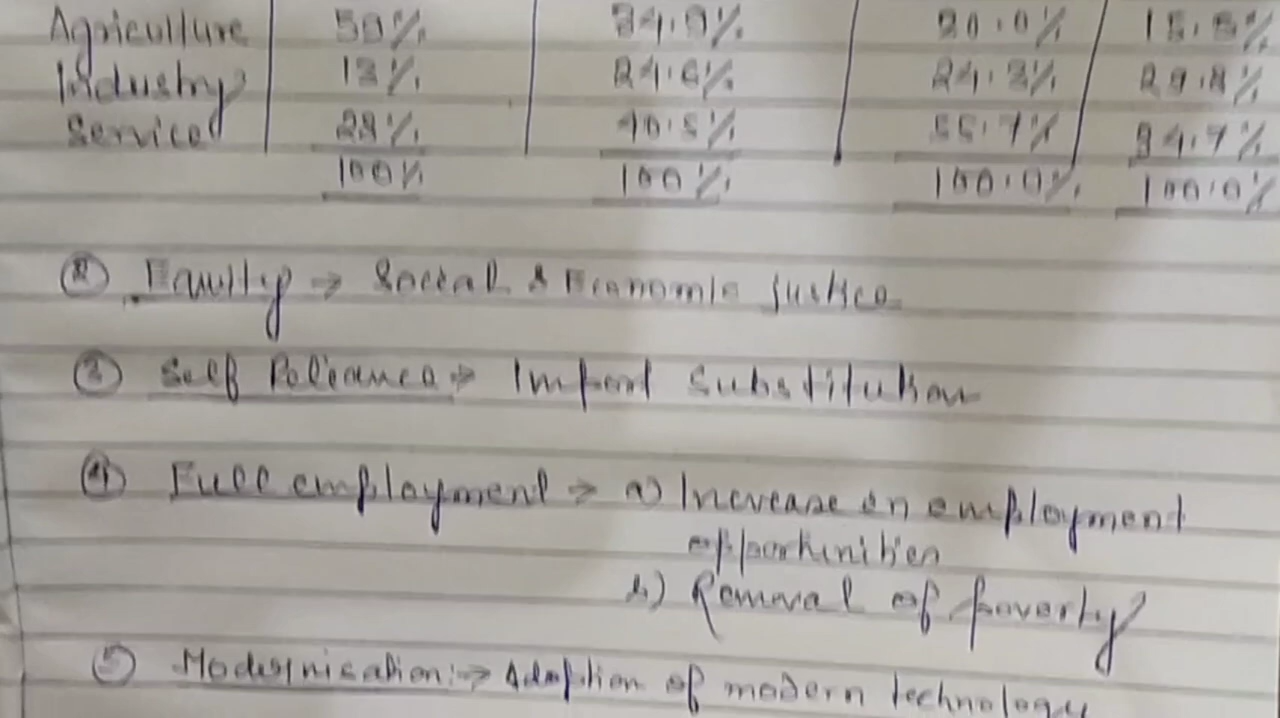 Agriculture 59% 34.9% 20.0% 15.5%
Industry 13% 24.6% 24.3% 29.8%
Service 28% 40.5% 55.7% 54.7%
100% 100% 100.0% 100.0%
② Equity → Social & Economic justice
③ Self Reliance → Import substitution
④ Full employment → a) Increase in employment
opportunities
b) Removal of poverty
⑤ Modernisation :→ Adoption of modern technology